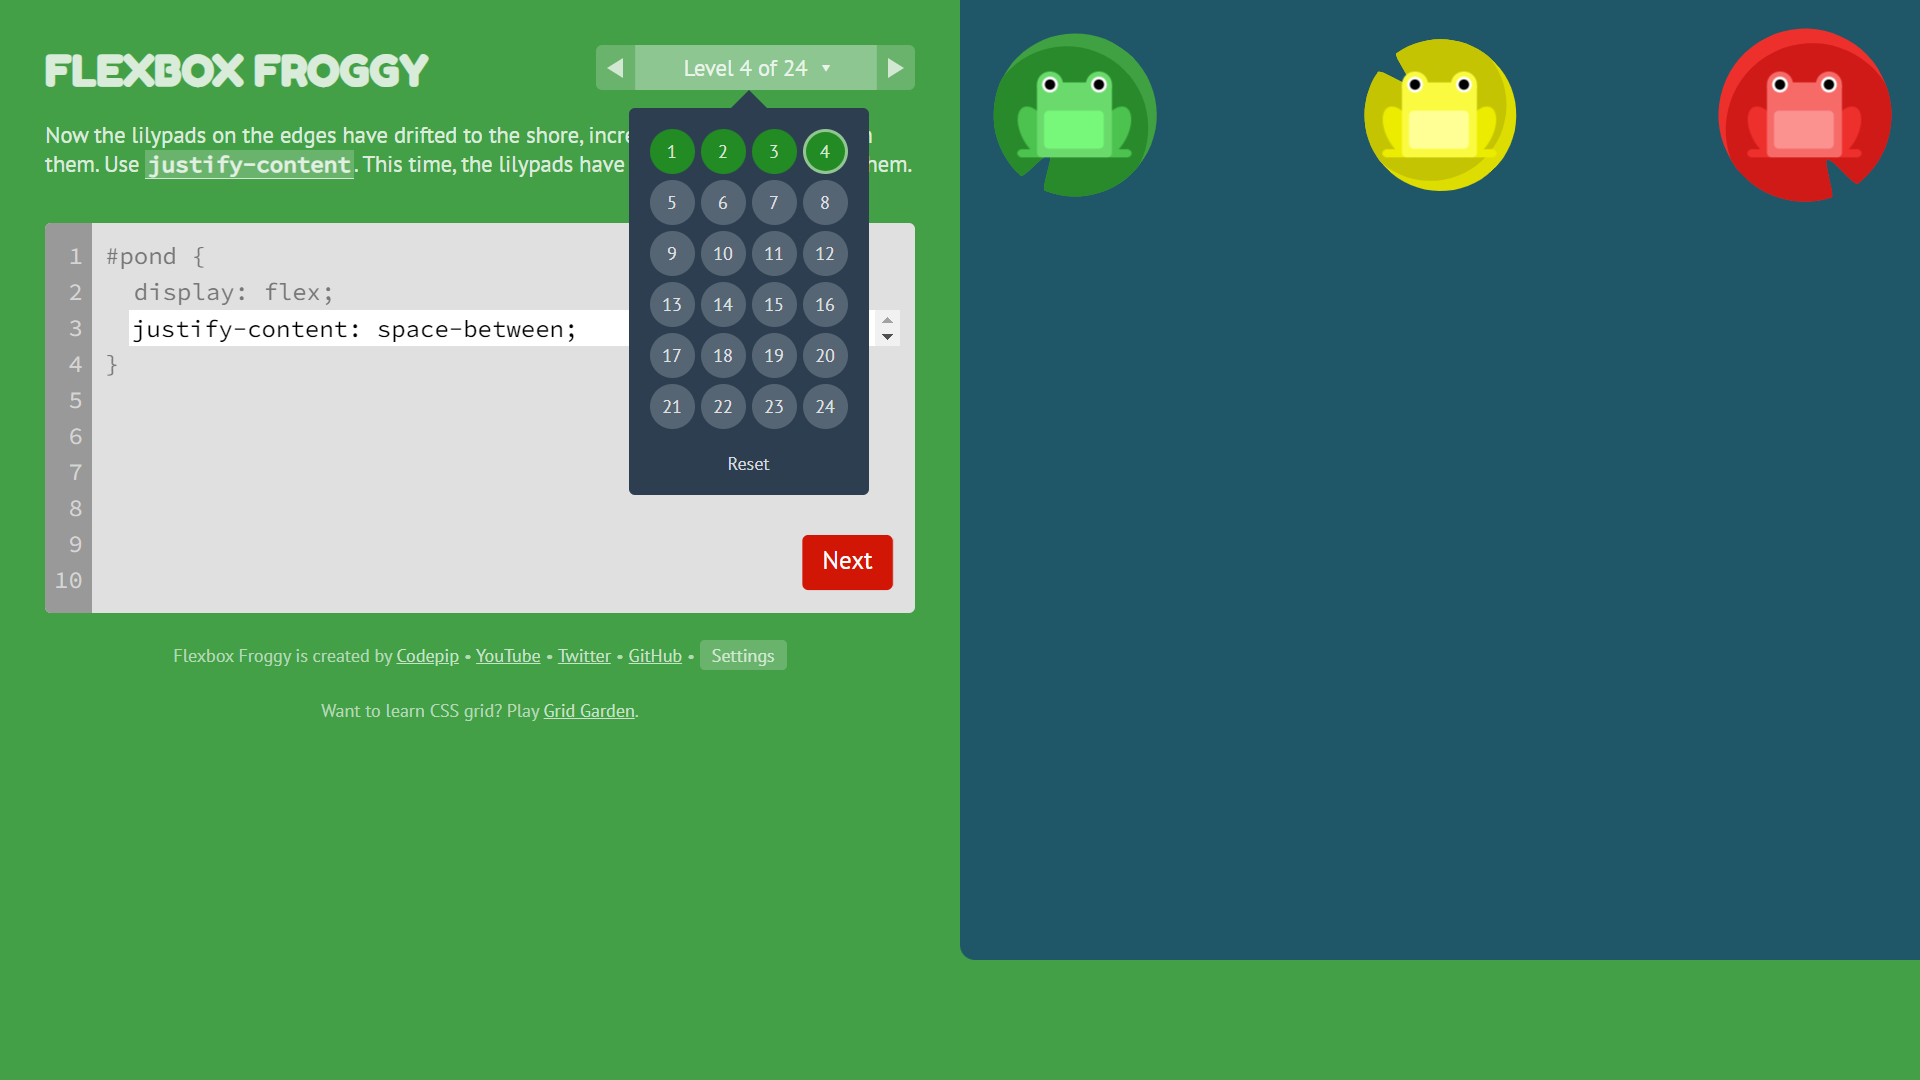 FLEXBOX FROGGY
Level 4 of 24
Now the lilypads on the edges have drifted to the shore,
them. Use justify-content. This time, the lilypads have
1 2 3 4
5 6 7 8
9 10 11 12
13 14 15 16
17 18 19 20
21 22 23 24
Reset
1 #pond {
2 display: flex;
3 justify-content: space-between;
4 }
5
6
7
8
9
10
Next
Flexbox Froggy is created by Codepip • YouTube • Twitter • GitHub • Settings
Want to learn CSS grid? Play Grid Garden.